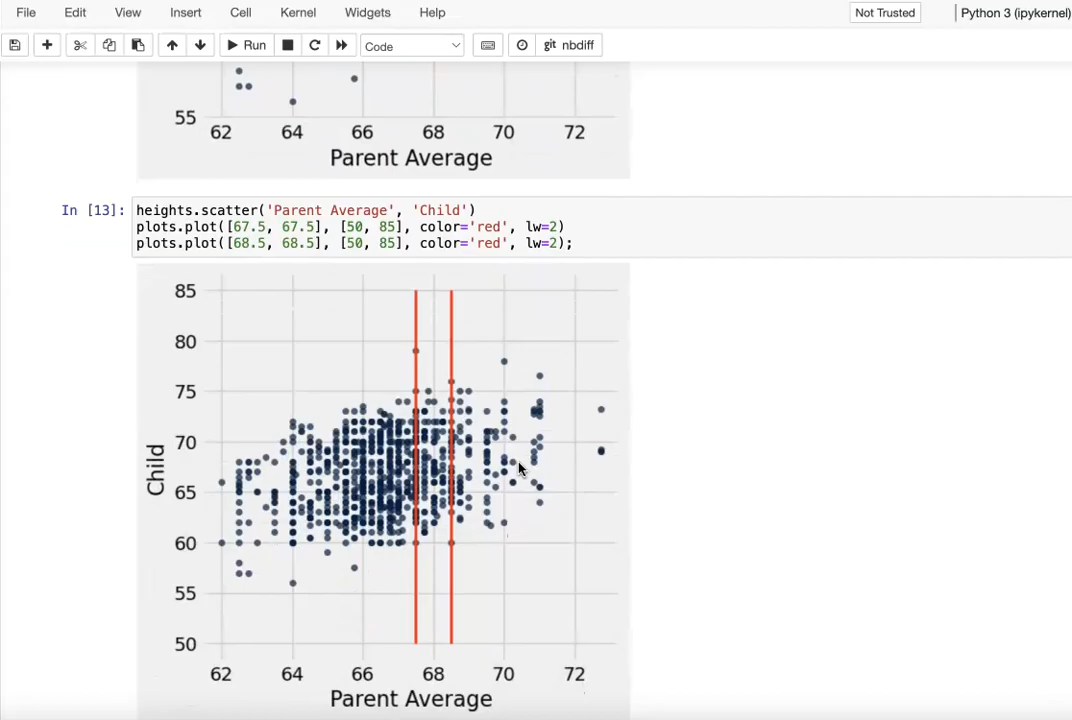 File Edit View Insert Cell Kernel Widgets Help Not Trusted Python 3 (ipykernel)
Run Code git nbdiff
55
62 64 66 68 70 72
Parent Average
In [13]: heights.scatter('Parent Average', 'Child')
plots.plot([67.5, 67.5], [50, 85], color='red', lw=2)
plots.plot([68.5, 68.5], [50, 85], color='red', lw=2);
85
80
75
70
Child
65
60
55
50
62 64 66 68 70 72
Parent Average